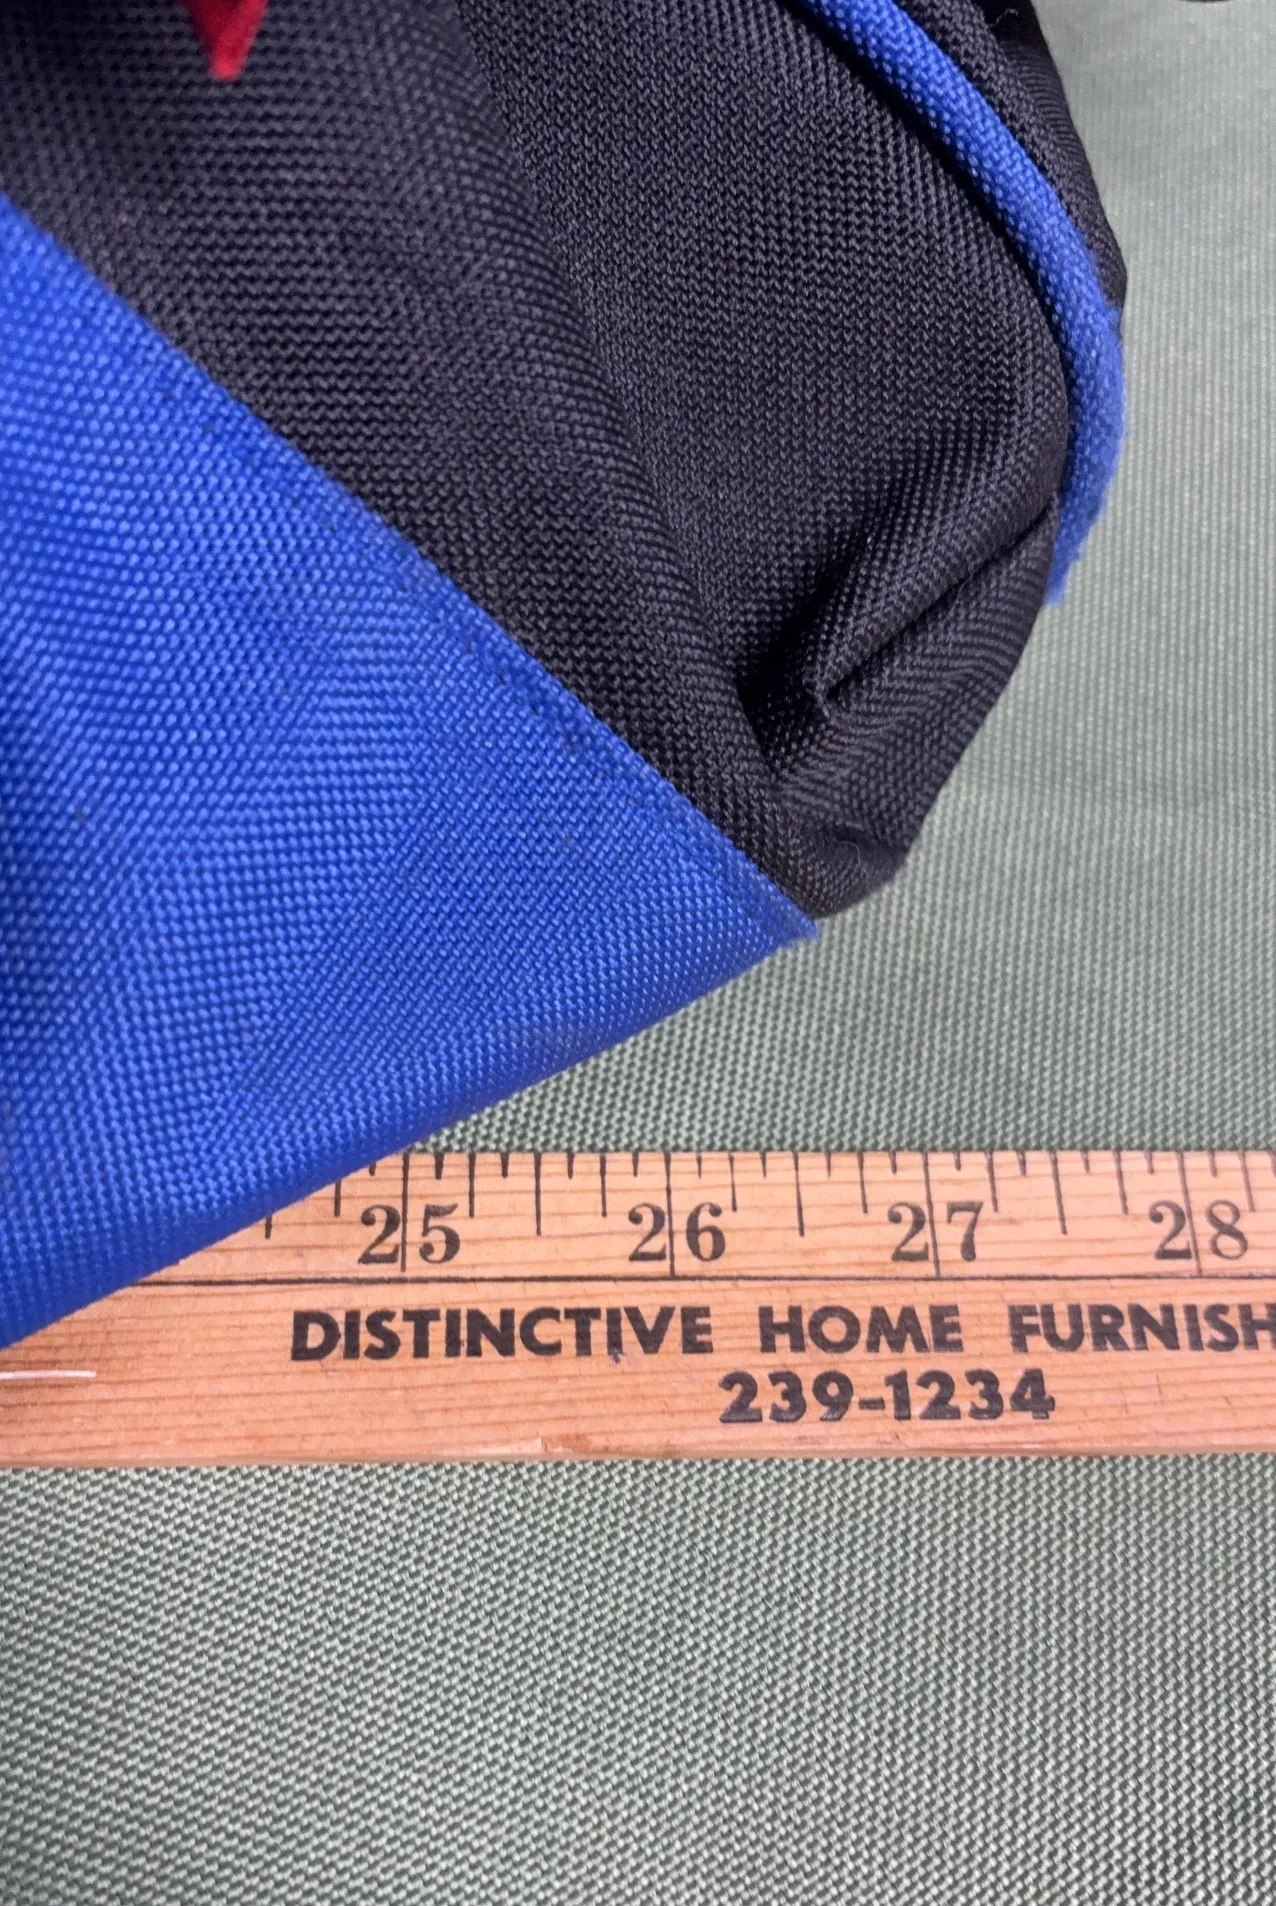 25 26 27 28
DISTINCTIVE HOME FURNISH
239-1234